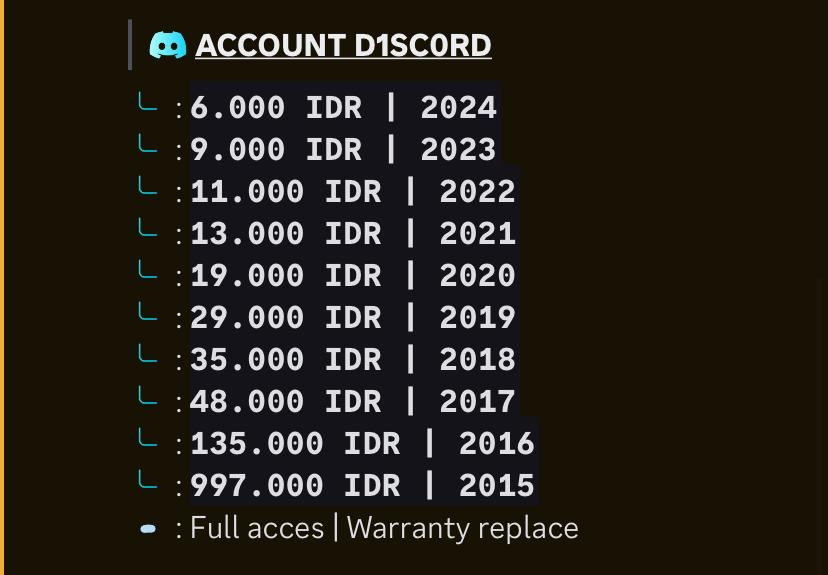 ACCOUNT D1SC0RD
: 6.000 IDR | 2024
: 9.000 IDR | 2023
: 11.000 IDR | 2022
: 13.000 IDR | 2021
: 19.000 IDR | 2020
: 29.000 IDR | 2019
: 35.000 IDR | 2018
: 48.000 IDR | 2017
: 135.000 IDR | 2016
: 997.000 IDR | 2015
: Full acces | Warranty replace